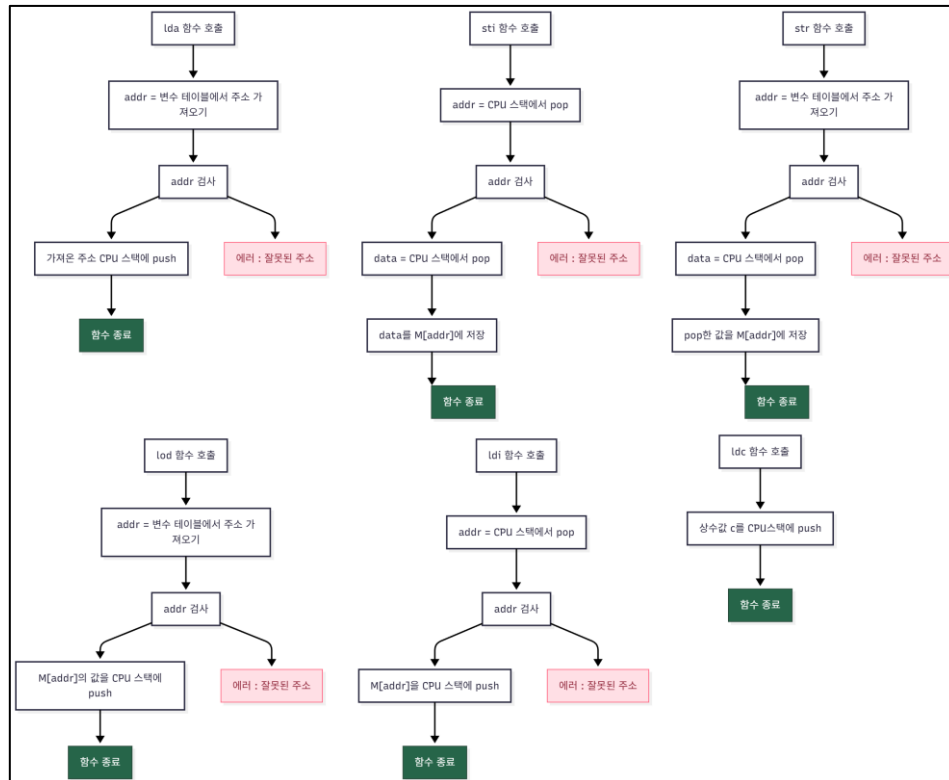 lda 함수 호출
addr = 변수 테이블에서 주소 가
져오기
addr 검사
가져온 주소 CPU 스택에 push
에러 : 잘못된 주소
함수 종료
sti 함수 호출
addr = CPU 스택에서 pop
addr 검사
data = CPU 스택에서 pop
에러 : 잘못된 주소
data를 M[addr]에 저장
함수 종료
str 함수 호출
addr = 변수 테이블에서 주소 가
져오기
addr 검사
data = CPU 스택에서 pop
에러 : 잘못된 주소
pop한 값을 M[addr]에 저장
함수 종료
lod 함수 호출
addr = 변수 테이블에서 주소 가
져오기
addr 검사
M[addr]의 값을 CPU 스택에
push
에러 : 잘못된 주소
함수 종료
ldi 함수 호출
addr = CPU 스택에서 pop
addr 검사
M[addr]을 CPU 스택에 push
에러 : 잘못된 주소
함수 종료
ldc 함수 호출
상수값 c를 CPU스택에 push
함수 종료